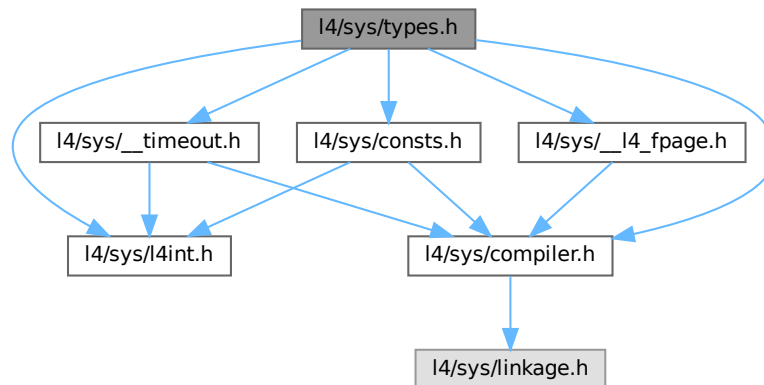 l4/sys/types.h
l4/sys/__timeout.h
l4/sys/consts.h
l4/sys/__l4_fpage.h
l4/sys/l4int.h
l4/sys/compiler.h
l4/sys/linkage.h